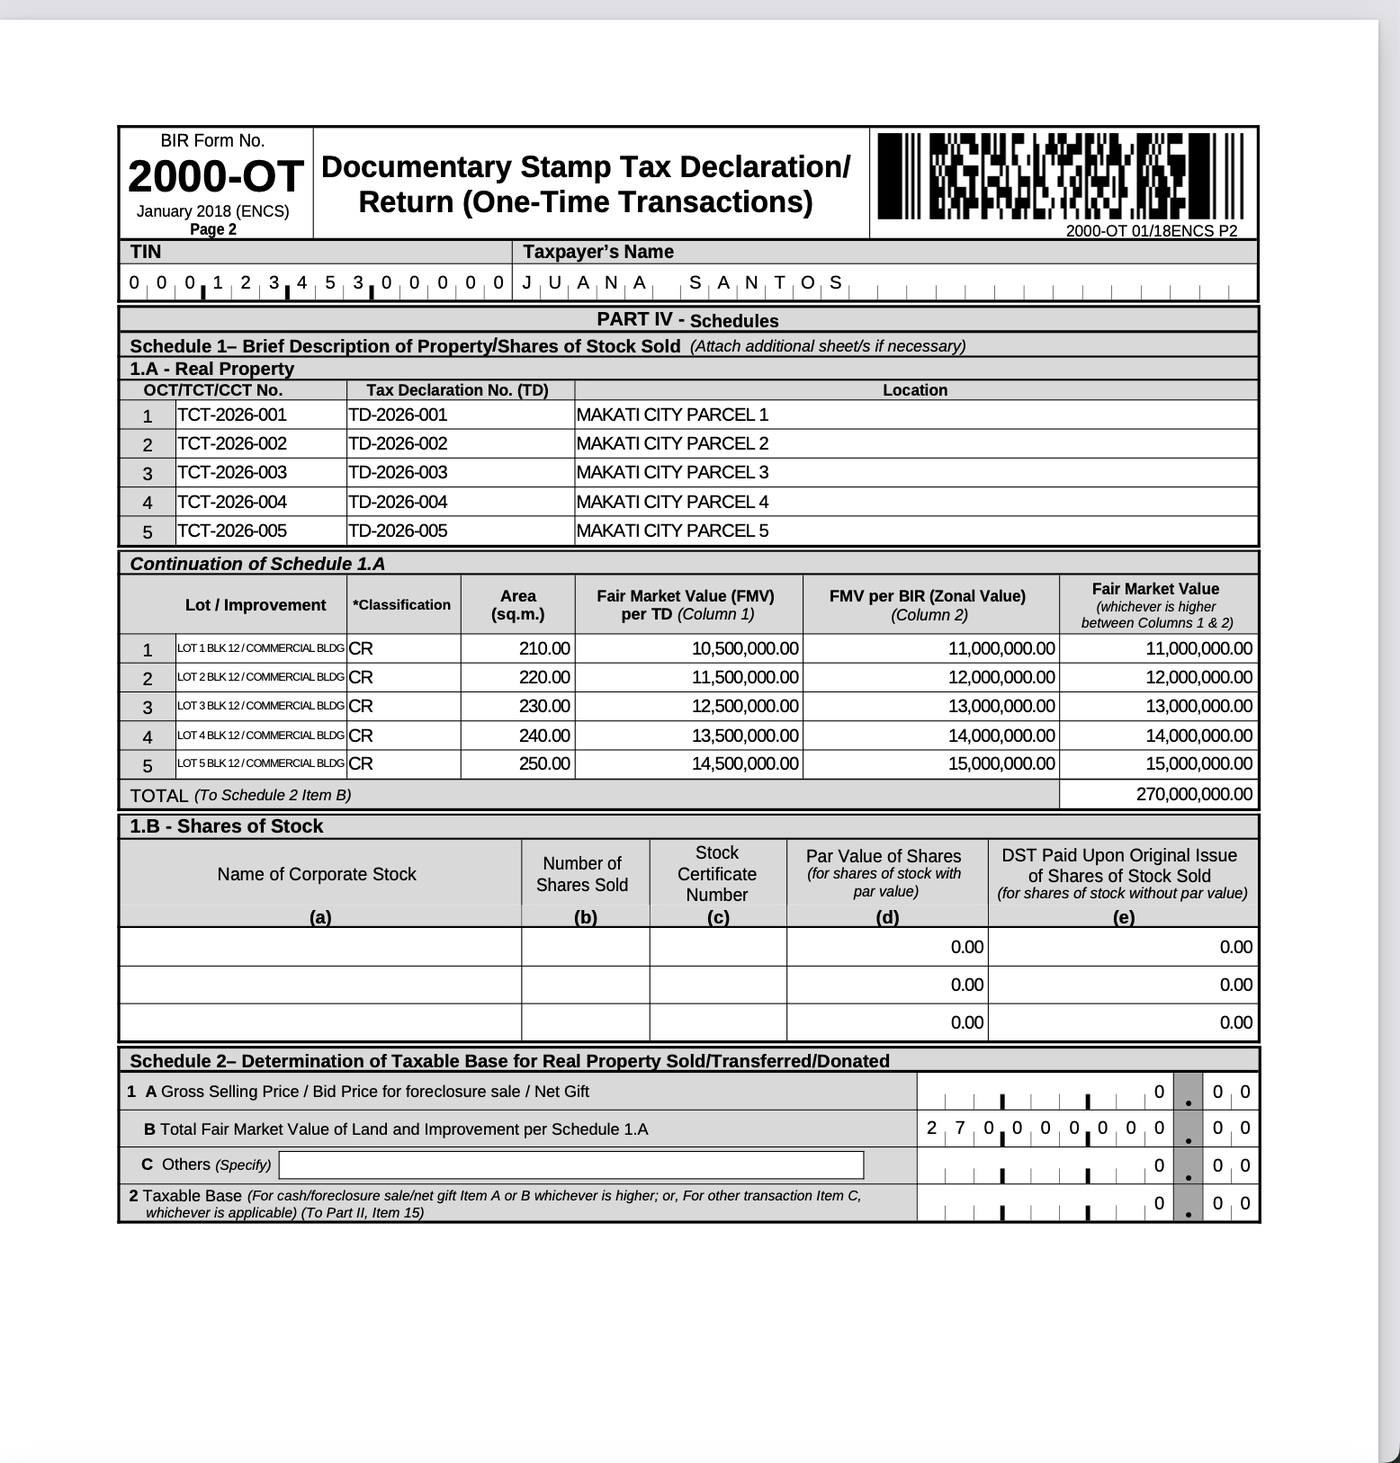 BIR Form No.
2000-OT
January 2018 (ENCS)
Page 2
Documentary Stamp Tax Declaration/
Return (One-Time Transactions)
2000-OT 01/18ENCS P2
TIN Taxpayer’s Name
0 0 0 1 2 3 4 5 3 0 0 0 0 0 J U A N A S A N T O S
PART IV - Schedules
Schedule 1– Brief Description of Property/Shares of Stock Sold (Attach additional sheet/s if necessary)
1.A - Real Property
OCT/TCT/CCT No. Tax Declaration No. (TD) Location
1 TCT-2026-001 TD-2026-001 MAKATI CITY PARCEL 1
2 TCT-2026-002 TD-2026-002 MAKATI CITY PARCEL 2
3 TCT-2026-003 TD-2026-003 MAKATI CITY PARCEL 3
4 TCT-2026-004 TD-2026-004 MAKATI CITY PARCEL 4
5 TCT-2026-005 TD-2026-005 MAKATI CITY PARCEL 5
Continuation of Schedule 1.A
Lot / Improvement
*Classification
Area
(sq.m.)
Fair Market Value (FMV)
per TD (Column 1)
FMV per BIR (Zonal Value)
(Column 2)
Fair Market Value
(whichever is higher
between Columns 1 & 2)
1 LOT 1 BLK 12 / COMMERCIAL BLDG CR 210.00 10,500,000.00 11,000,000.00 11,000,000.00
2 LOT 2 BLK 12 / COMMERCIAL BLDG CR 220.00 11,500,000.00 12,000,000.00 12,000,000.00
3 LOT 3 BLK 12 / COMMERCIAL BLDG CR 230.00 12,500,000.00 13,000,000.00 13,000,000.00
4 LOT 4 BLK 12 / COMMERCIAL BLDG CR 240.00 13,500,000.00 14,000,000.00 14,000,000.00
5 LOT 5 BLK 12 / COMMERCIAL BLDG CR 250.00 14,500,000.00 15,000,000.00 15,000,000.00
TOTAL (To Schedule 2 Item B) 270,000,000.00
1.B - Shares of Stock
Name of Corporate Stock
(a)
Number of
Shares Sold
(b)
Stock
Certificate
Number
(c)
Par Value of Shares
(for shares of stock with
par value)
(d)
DST Paid Upon Original Issue
of Shares of Stock Sold
(for shares of stock without par value)
(e)
0.00 0.00
0.00 0.00
0.00 0.00
Schedule 2– Determination of Taxable Base for Real Property Sold/Transferred/Donated
1 A Gross Selling Price / Bid Price for foreclosure sale / Net Gift 0 . 0 0
B Total Fair Market Value of Land and Improvement per Schedule 1.A 2 7 0 0 0 0 0 0 0 . 0 0
C Others (Specify) 0 . 0 0
2 Taxable Base (For cash/foreclosure sale/net gift Item A or B whichever is higher; or, For other transaction Item C,
whichever is applicable) (To Part II, Item 15) 0 . 0 0